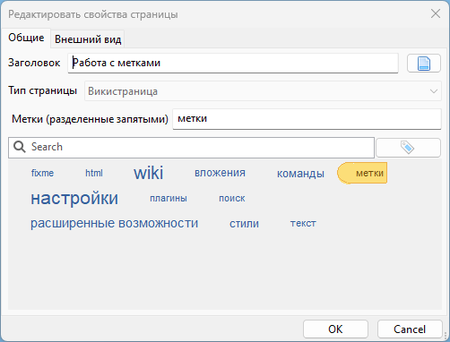 Редактировать свойства страницы
Общие Внешний вид
Заголовок Работа с метками
Тип страницы Викистраница
Метки (разделенные запятыми) метки
Search
fixme html wiki вложения команды метки
настройки плагины поиск
расширенные возможности стили текст
OK Cancel